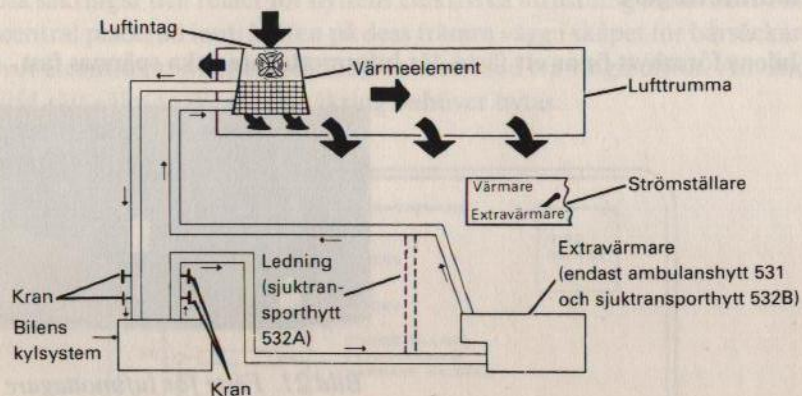 Luftintag
Värmeelement
Lufttrumma
Värmare
Extravärmare
Strömställare
Ledning
(sjuktran-
sporthytt
532A)
Extravärmare
(endast ambulanshytt 531
och sjuktransporthytt 532B)
Kran
Bilens
kylsystem
Kran